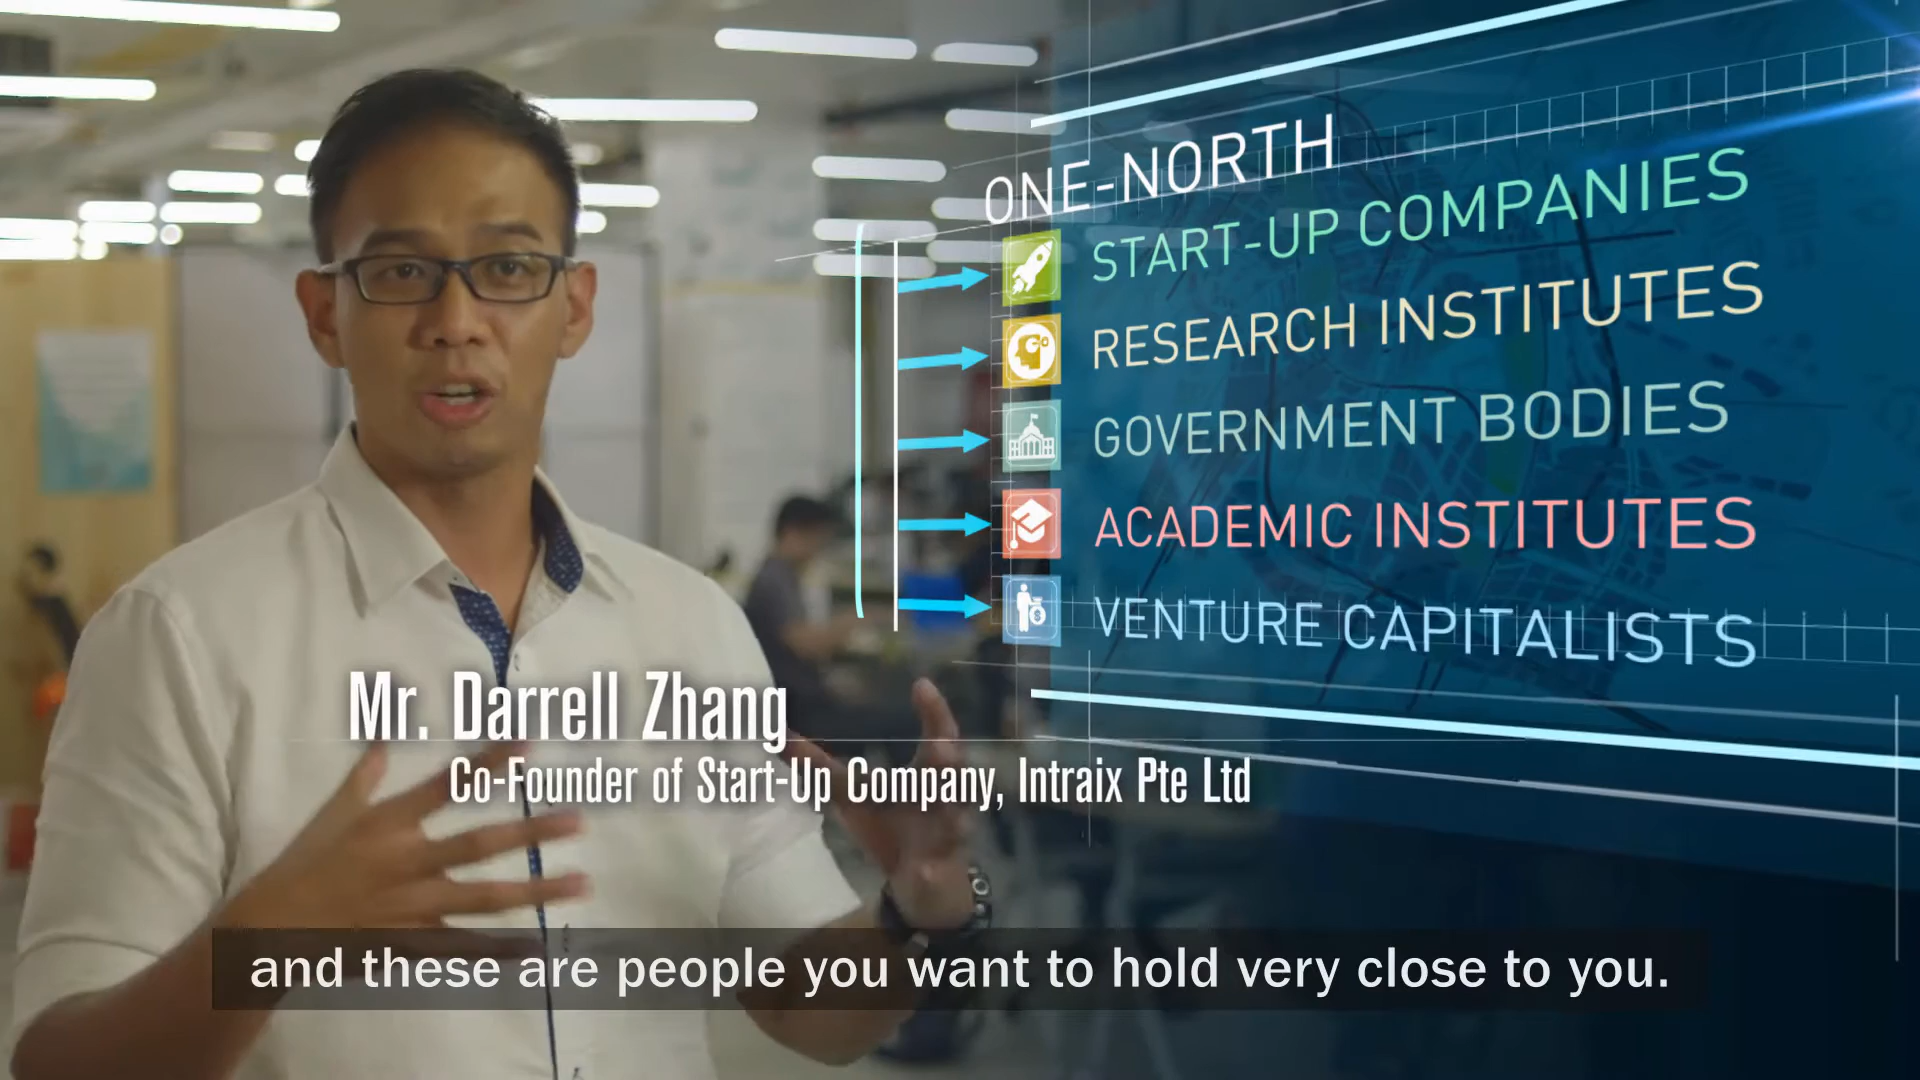 ONE-NORTH
START-UP COMPANIES
RESEARCH INSTITUTES
GOVERNMENT BODIES
ACADEMIC INSTITUTES
VENTURE CAPITALISTS
Mr. Darrell Zhang
Co-Founder of Start-Up Company, Intraix Pte Ltd
and these are people you want to hold very close to you.